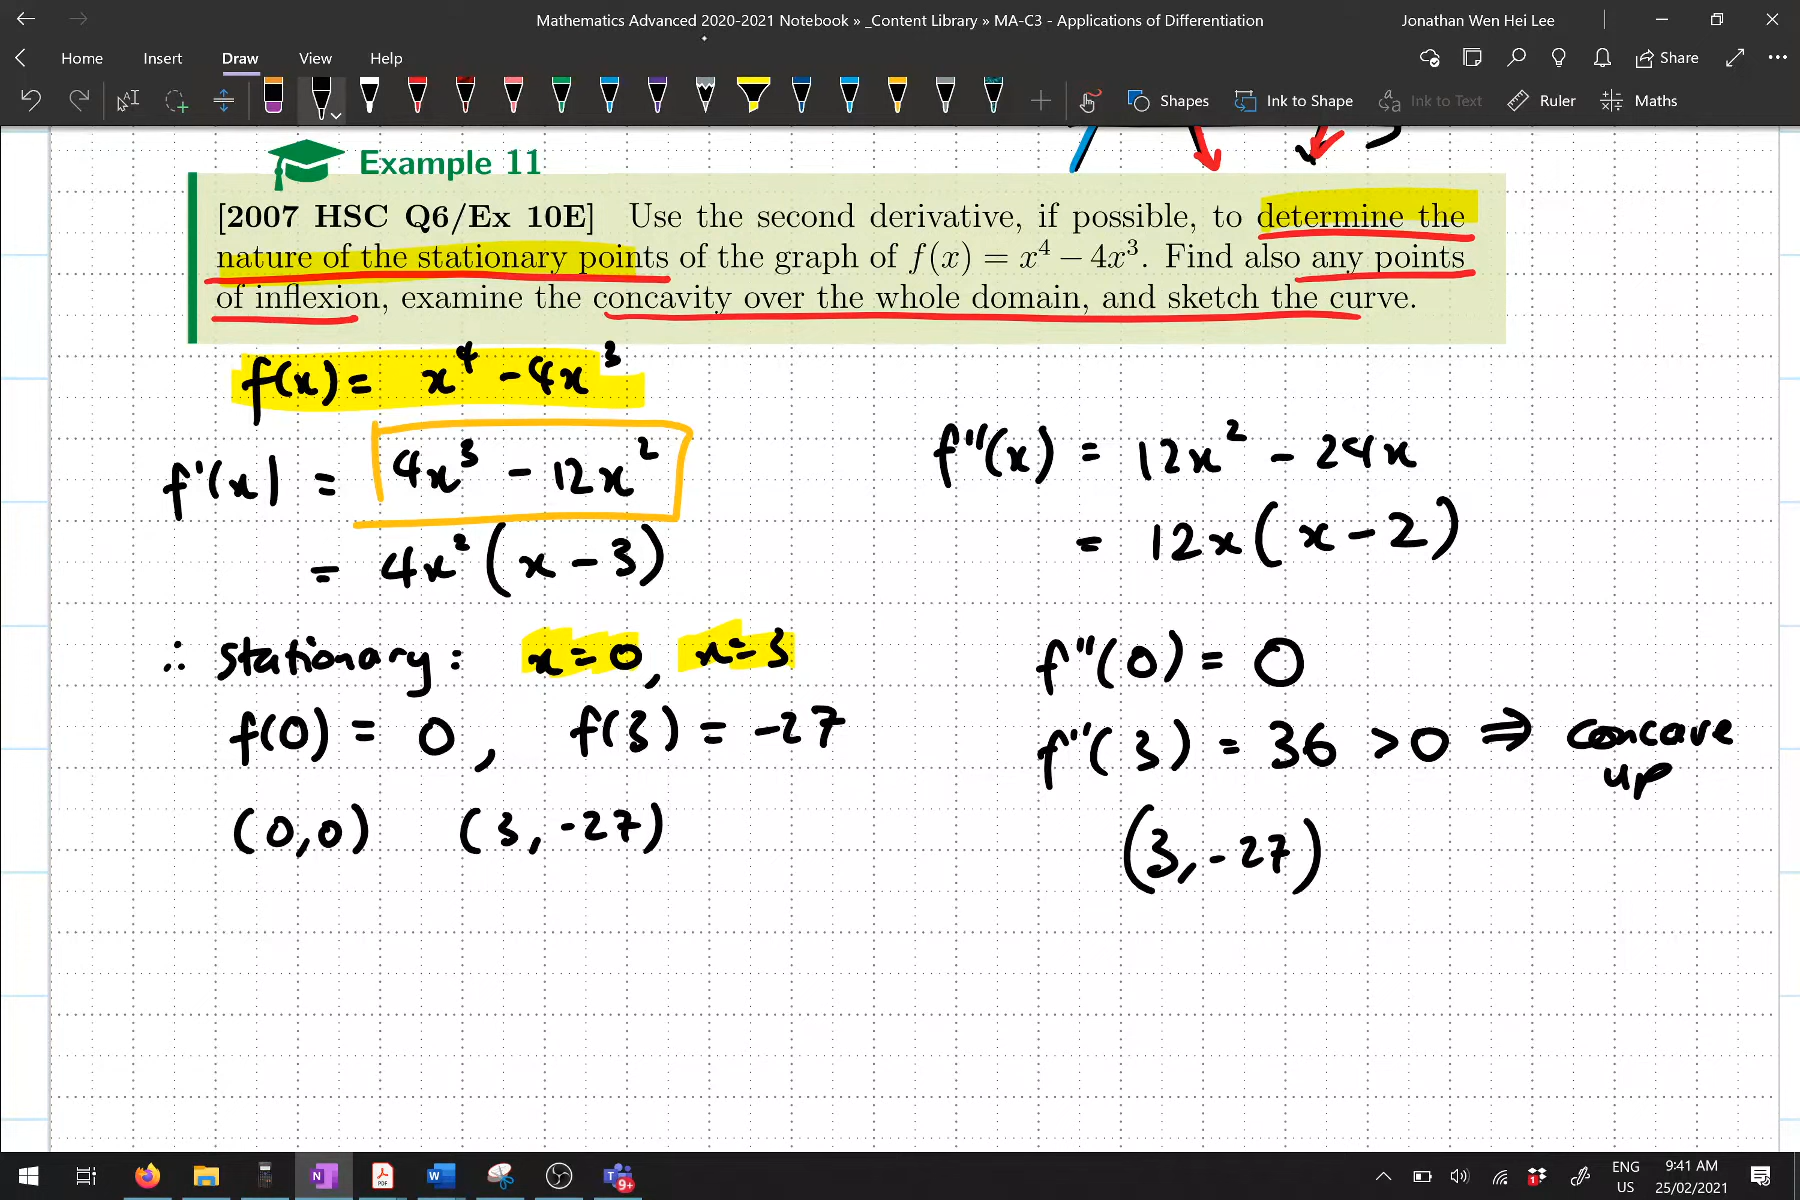 Mathematics Advanced 2020-2021 Notebook » _Content Library » MA-C3 - Applications of Differentiation
Jonathan Wen Hei Lee
Home Insert Draw View Help
Share
Shapes Ink to Shape Ink to Text Ruler Maths
Example 11
[2007 HSC Q6/Ex 10E] Use the second derivative, if possible, to determine the
nature of the stationary points of the graph of f(x) = x⁴ − 4x³. Find also any points
of inflexion, examine the concavity over the whole domain, and sketch the curve.
f(x) = x⁴ − 4x³
f'(x) = 4x³ − 12x²
= 4x² (x − 3)
∴ stationary: x = 0, x = 3
f(0) = 0, f(3) = −27
(0,0) (3, −27)
f''(x) = 12x² − 24x
= 12x (x − 2)
f''(0) = 0
f''(3) = 36 > 0 ⇒ concave
up
(3, −27)
9+
1
ENG
US
9:41 AM
25/02/2021